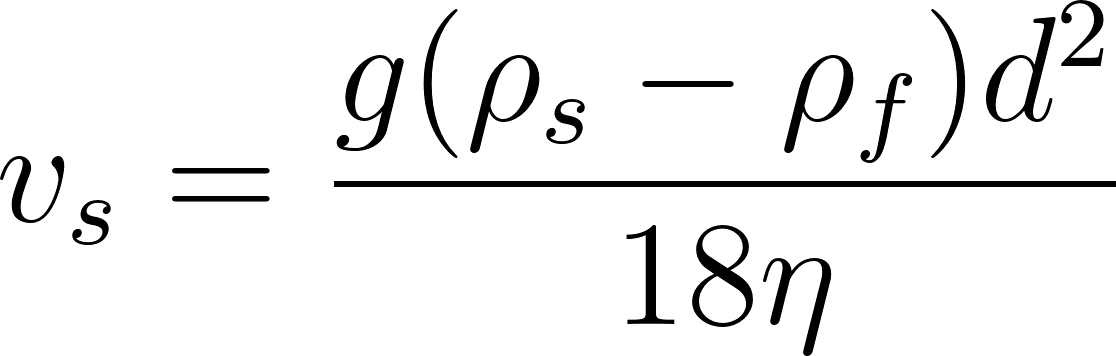 v_s = \frac{g(\rho_s - \rho_f)d^2}{18\eta}